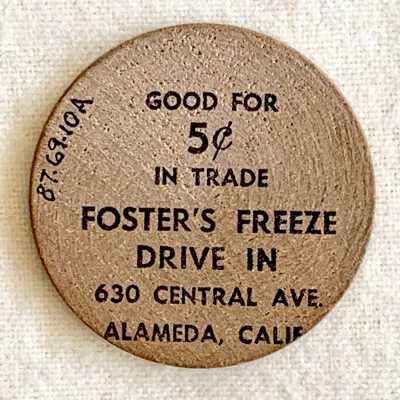 GOOD FOR
5¢
IN TRADE
FOSTER'S FREEZE
DRIVE IN
630 CENTRAL AVE.
ALAMEDA, CALIF
87.69.10A